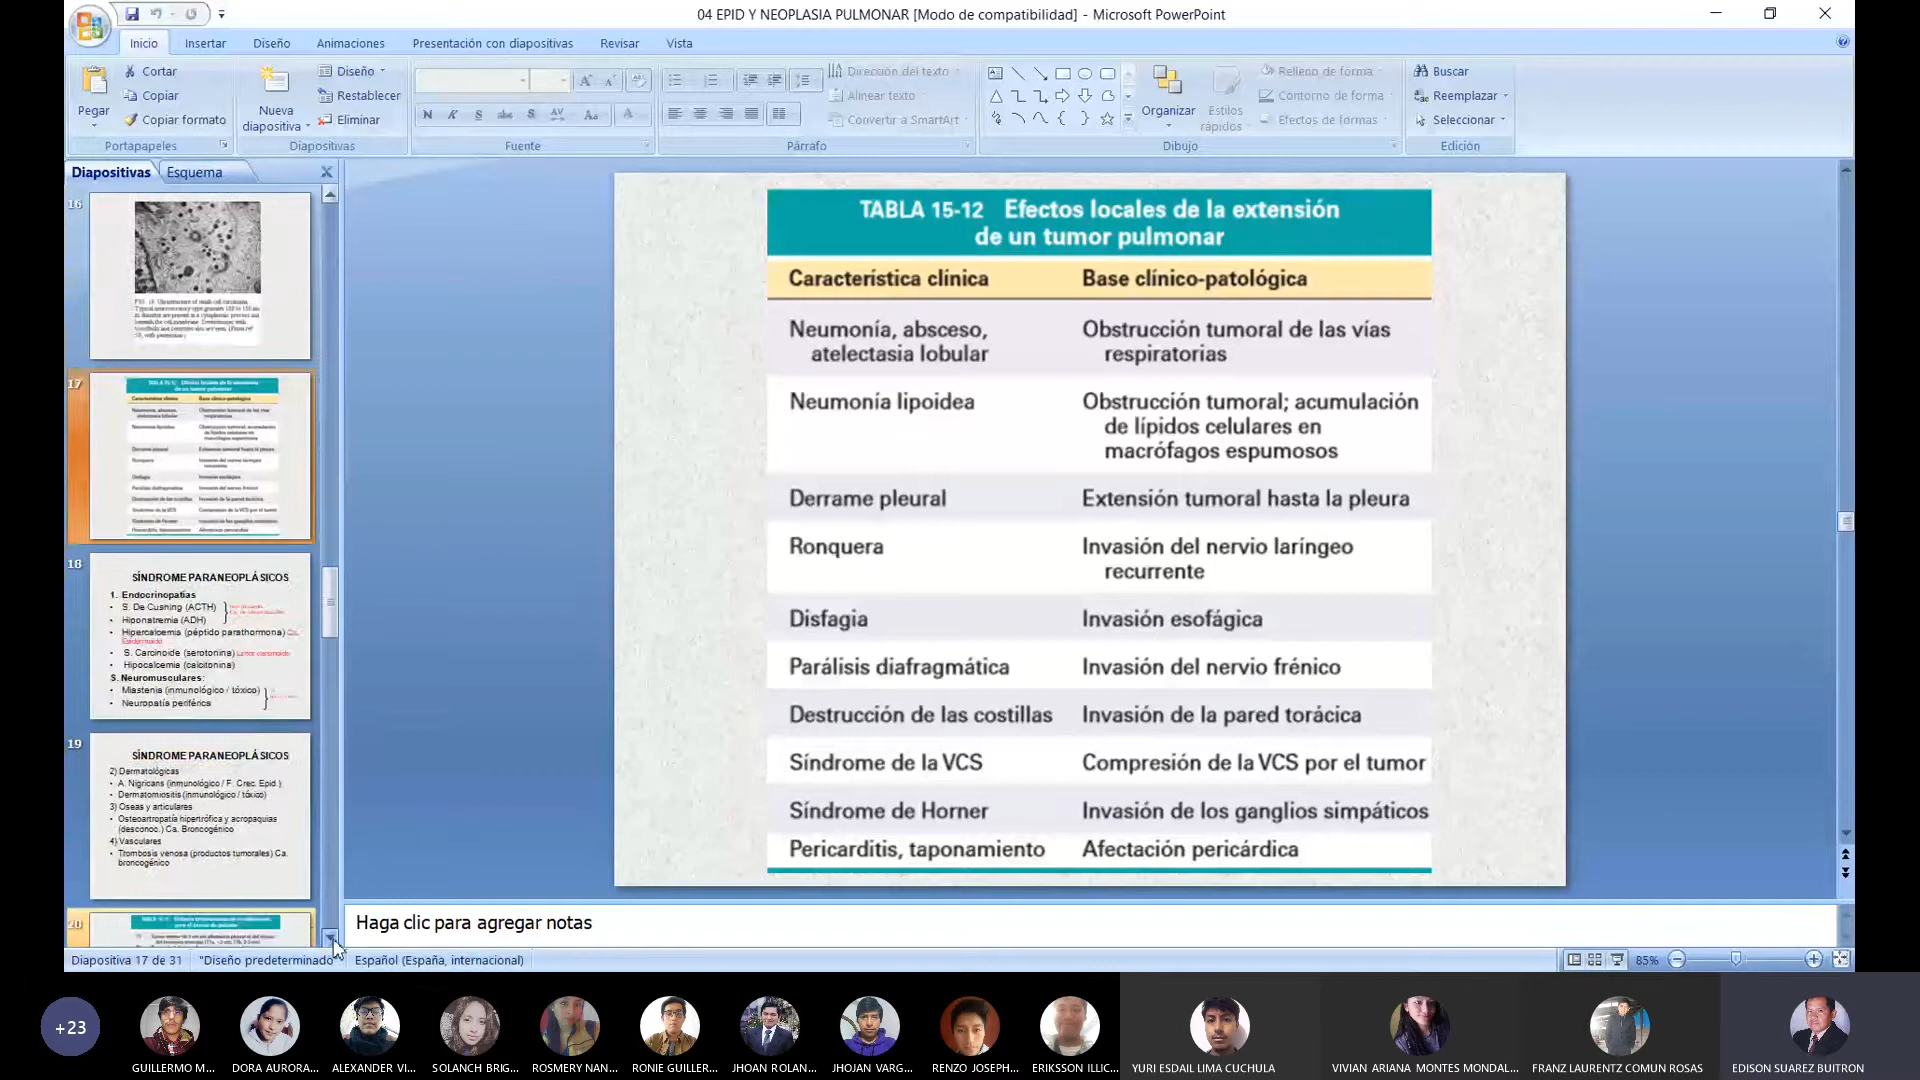 04 EPID Y NEOPLASIA PULMONAR [Modo de compatibilidad] - Microsoft PowerPoint
Inicio Insertar Diseño Animaciones Presentación con diapositivas Revisar Vista
Pegar
Cortar
Copiar
Copiar formato
Portapapeles
Nueva diapositiva
Diseño
Restablecer
Eliminar
Diapositivas
Fuente
Dirección del texto
Alinear texto
Convertir a SmartArt
Párrafo
Organizar
Estilos rápidos
Relleno de forma
Contorno de forma
Efectos de formas
Dibujo
Buscar
Reemplazar
Seleccionar
Edición
Diapositivas Esquema
16
17
18
SÍNDROME PARANEOPLÁSICOS
1. Endocrinopatías
• S. De Cushing (ACTH)
• Hiponatremia (ADH)
• Hipercalcemia (péptido parathormona)
• S. Carcinoide (serotonina)
• Hipocalcemia (calcitonina)
S. Neuromusculares:
• Miastenia (inmunológico / tóxico)
• Neuropatía periférica
19
SÍNDROME PARANEOPLÁSICOS
2) Dermatológicas
• A. Nigricans (inmunológico / F. Crec. Epid.)
• Dermatomiositis (inmunológico / tóxico)
3) Oseas y articulares
• Osteoartropatía hipertrófica y acropaquias
(desconoc.) Ca. Broncogénico
4) Vasculares
• Trombosis venosa (productos tumorales) Ca.
broncogénico
20
TABLA 15-12 Efectos locales de la extensión
de un tumor pulmonar
Característica clínica Base clínico-patológica
Neumonía, absceso, Obstrucción tumoral de las vías
atelectasia lobular respiratorias
Neumonía lipoidea Obstrucción tumoral; acumulación
de lípidos celulares en
macrófagos espumosos
Derrame pleural Extensión tumoral hasta la pleura
Ronquera Invasión del nervio laríngeo
recurrente
Disfagia Invasión esofágica
Parálisis diafragmática Invasión del nervio frénico
Destrucción de las costillas Invasión de la pared torácica
Síndrome de la VCS Compresión de la VCS por el tumor
Síndrome de Horner Invasión de los ganglios simpáticos
Pericarditis, taponamiento Afectación pericárdica
Haga clic para agregar notas
Diapositiva 17 de 31 "Diseño predeterminado" Español (España, internacional) 85%
+23
GUILLERMO M... DORA AURORA... ALEXANDER VI... SOLANCH BRIG... ROSMERY NAN... RONIE GUILLER... JHOAN ROLAN... JHOJAN VARG... RENZO JOSEPH... ERIKSSON ILLIC... YURI ESDAIL LIMA CUCHULA VIVIAN ARIANA MONTES MONDAL... FRANZ LAURENTZ COMUN ROSAS EDISON SUAREZ BUITRON